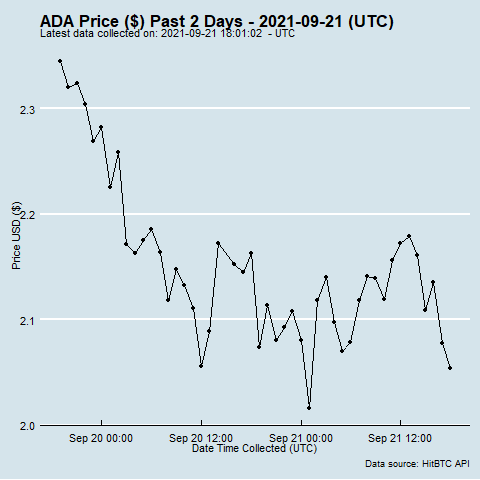 ADA Price ($) Past 2 Days - 2021-09-21 (UTC)
Latest data collected on: 2021-09-21 18:01:02 - UTC
2.3
2.2
2.1
2.0
Price USD ($)
Sep 20 00:00
Sep 20 12:00
Sep 21 00:00
Sep 21 12:00
Date Time Collected (UTC)
Data source: HitBTC API